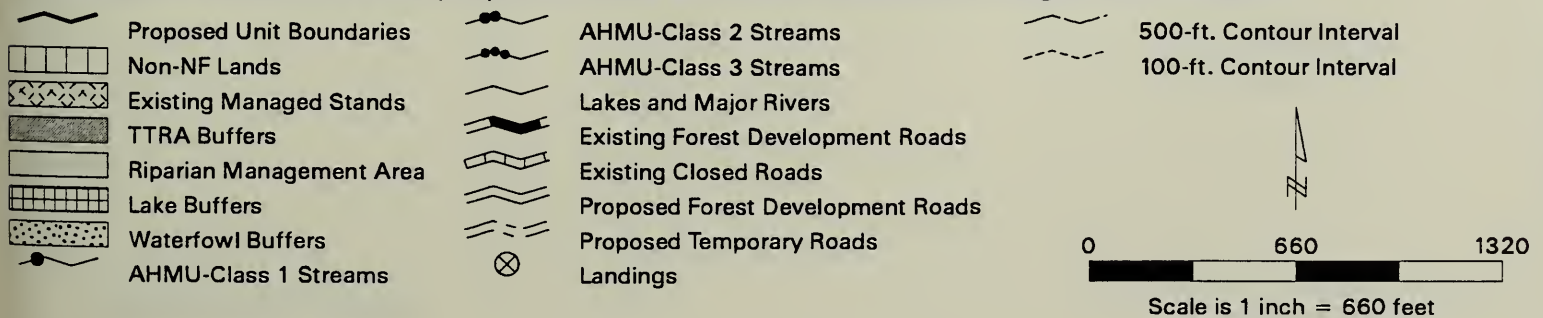 Proposed Unit Boundaries
Non-NF Lands
Existing Managed Stands
TTRA Buffers
Riparian Management Area
Lake Buffers
Waterfowl Buffers
AHMU-Class 1 Streams
AHMU-Class 2 Streams
AHMU-Class 3 Streams
Lakes and Major Rivers
Existing Forest Development Roads
Existing Closed Roads
Proposed Forest Development Roads
Proposed Temporary Roads
Landings
500-ft. Contour Interval
100-ft. Contour Interval
N
0 660 1320
Scale is 1 inch = 660 feet